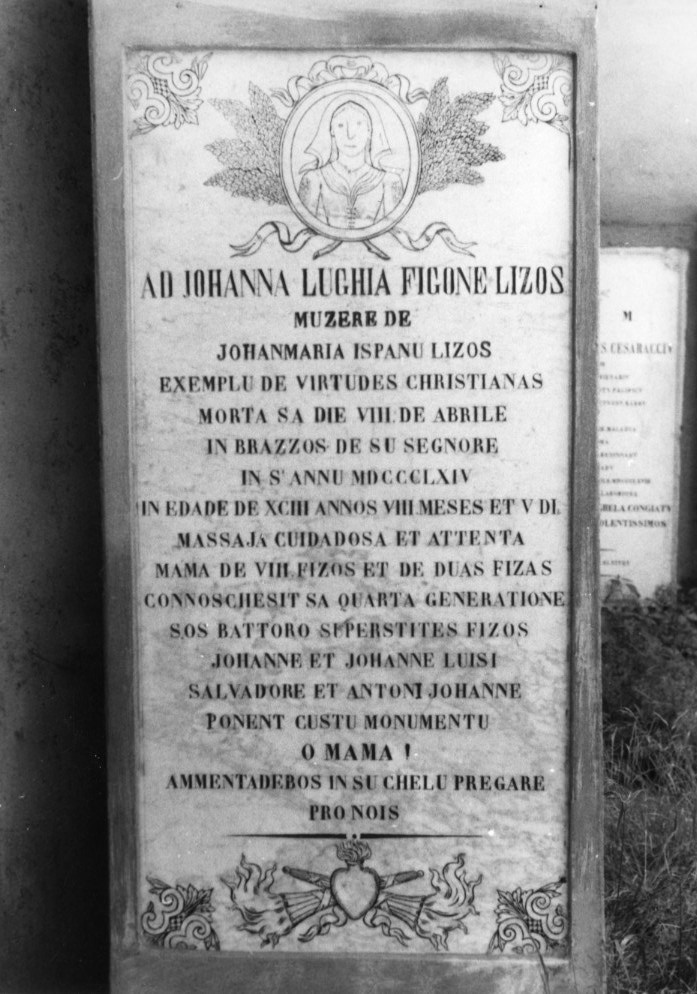 AD JOHANNA LUGHIA FIGONE LIZOS
MUZERE DE
JOHANMARIA ISPANU LIZOS
EXEMPLU DE VIRTUDES CHRISTIANAS
MORTA SA DIE VIII DE ABRILE
IN BRAZZOS DE SU SEGNORE
IN S'ANNU MDCCCLXIV
IN EDADE DE XCIII ANNOS VIII MESES ET V DI.
MASSAJA CUIDADOSA ET ATTENTA
MAMA DE VIII FIZOS ET DE DUAS FIZAS
CONNOSCHESIT SA QUARTA GENERATIONE
SOS BATTORO SUPERSTITES FIZOS
JOHANNE ET JOHANNE LUISI
SALVADORE ET ANTONI JOHANNE
PONENT CUSTU MONUMENTU
O MAMA !
AMMENTADEBOS IN SU CHELU PREGARE
PRO NOIS
M
CESARACCIU
CONGIATU